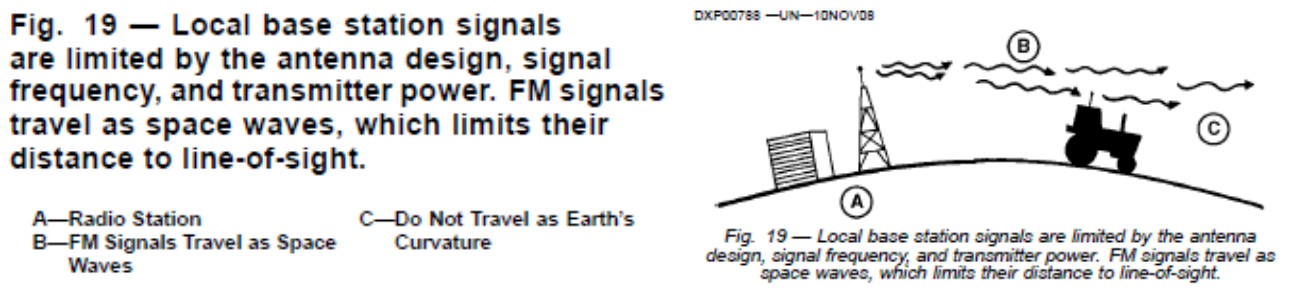 Fig. 19 — Local base station signals
are limited by the antenna design, signal
frequency, and transmitter power. FM signals
travel as space waves, which limits their
distance to line-of-sight.
A—Radio Station
B—FM Signals Travel as Space
Waves
C—Do Not Travel as Earth's
Curvature
DXP00788 —UN—10NOV08
B
C
A
Fig. 19 — Local base station signals are limited by the antenna
design, signal frequency, and transmitter power. FM signals travel as
space waves, which limits their distance to line-of-sight.